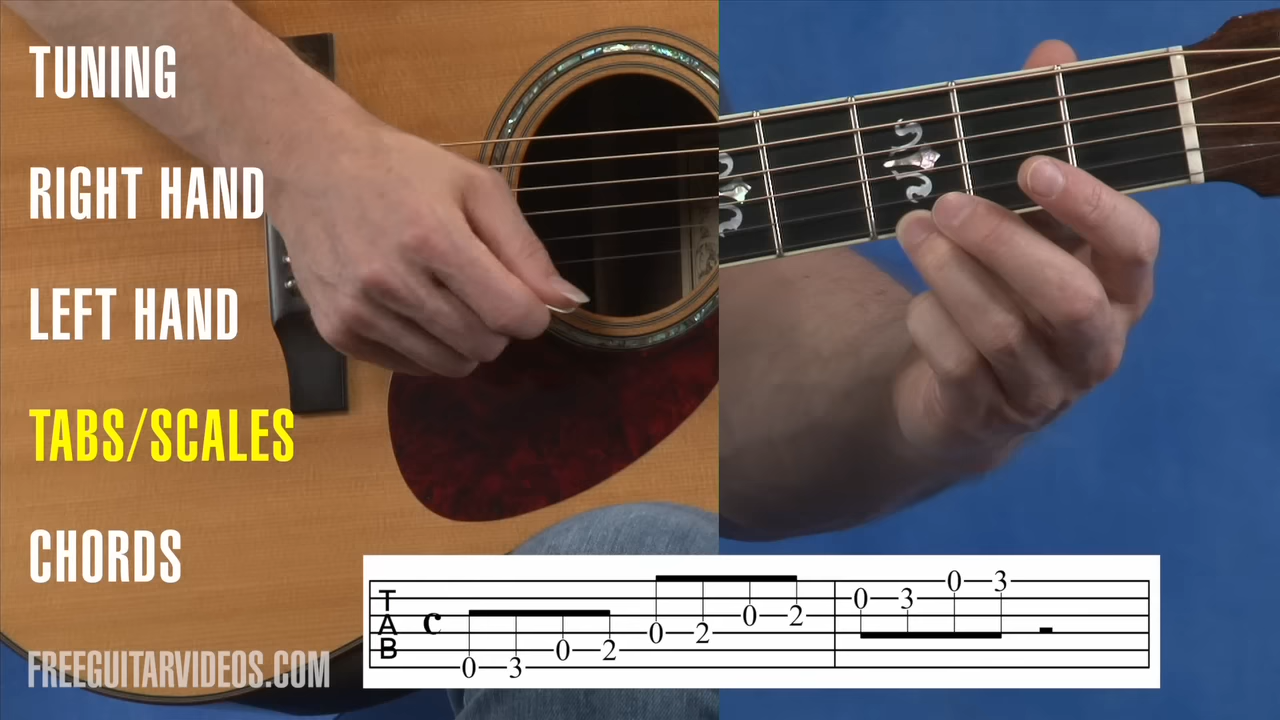 TUNING
RIGHT HAND
LEFT HAND
TABS/SCALES
CHORDS
FREEGUITARVIDEOS.COM
T
A
B
C
0 3
0 2
0 2
0 2
0 3
0 3